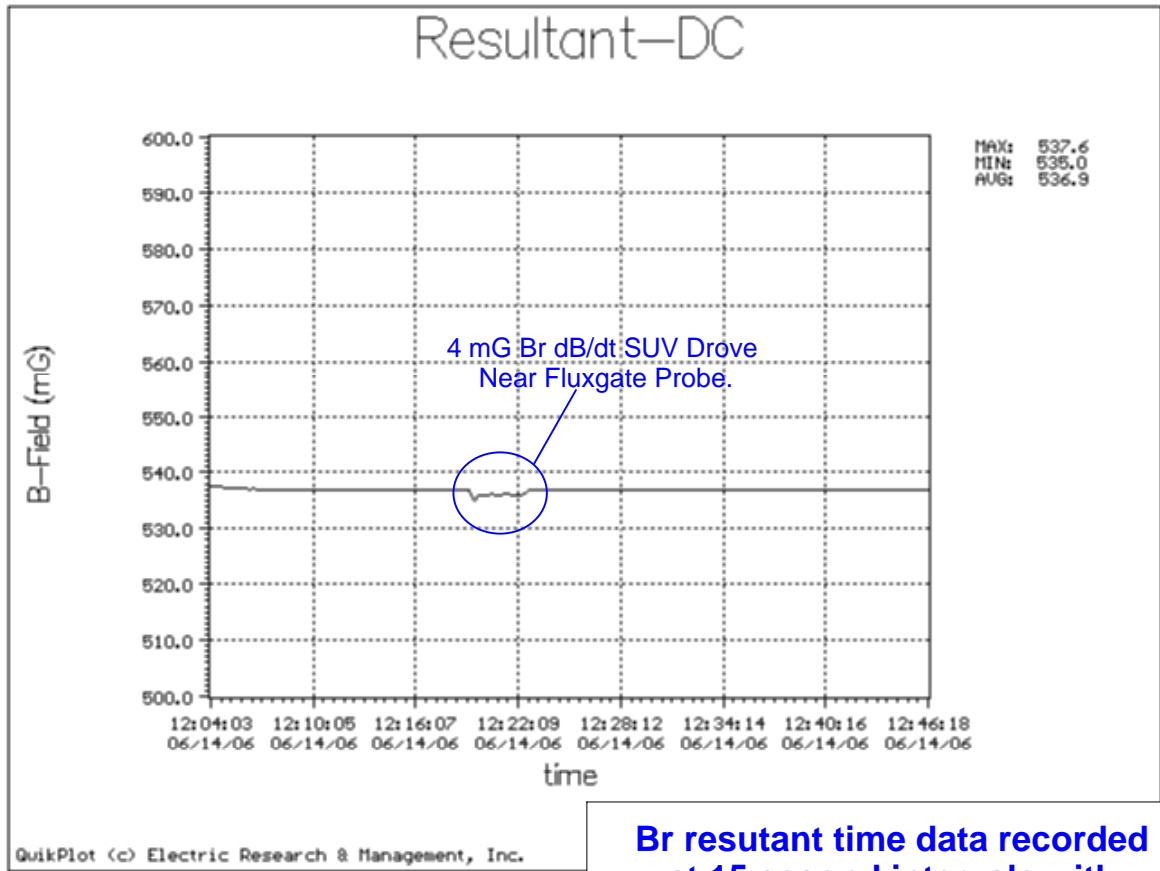 Resultant—DC
MAX: 537.6
MIN: 535.0
AVG: 536.9
600.0
590.0
580.0
570.0
560.0
550.0
540.0
530.0
520.0
510.0
500.0
B—Field (mG)
4 mG Br dB/dt SUV Drove
Near Fluxgate Probe.
12:04:03 12:10:05 12:16:07 12:22:09 12:28:12 12:34:14 12:40:16 12:46:18
06/14/06 06/14/06 06/14/06 06/14/06 06/14/06 06/14/06 06/14/06 06/14/06
time
QuikPlot (c) Electric Research & Management, Inc.
Br resutant time data recorded
at 15 second intervals with